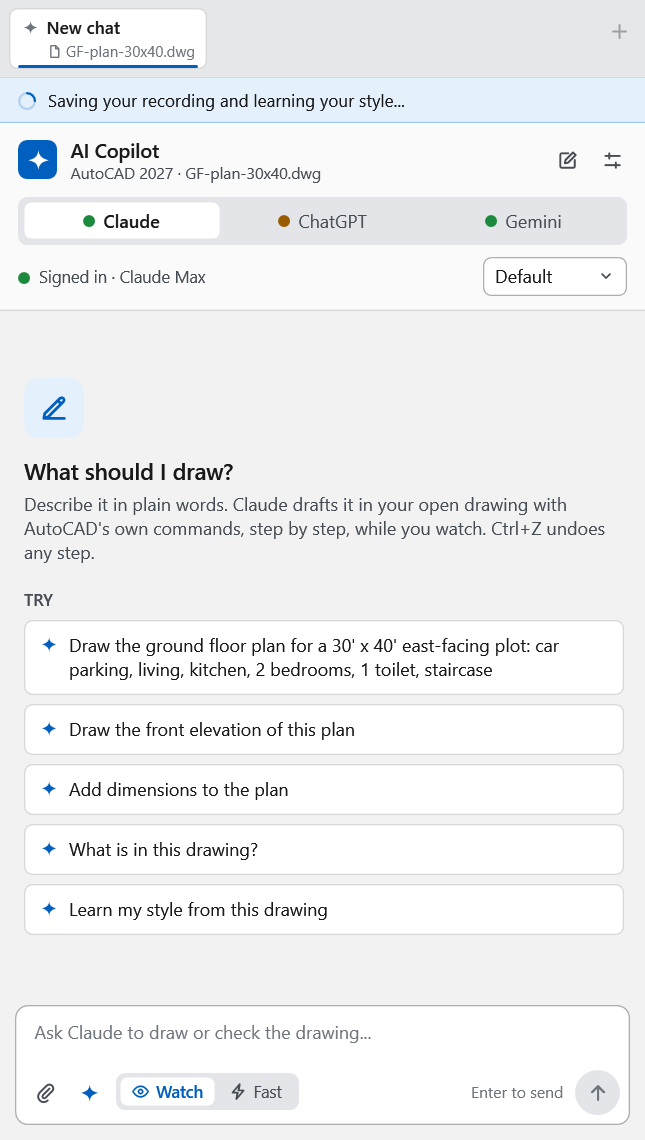 New chat
GF-plan-30x40.dwg
Saving your recording and learning your style...
AI Copilot
AutoCAD 2027 · GF-plan-30x40.dwg
Claude
ChatGPT
Gemini
Signed in · Claude Max
Default
What should I draw?
Describe it in plain words. Claude drafts it in your open drawing with
AutoCAD's own commands, step by step, while you watch. Ctrl+Z undoes
any step.
TRY
Draw the ground floor plan for a 30' x 40' east-facing plot: car
parking, living, kitchen, 2 bedrooms, 1 toilet, staircase
Draw the front elevation of this plan
Add dimensions to the plan
What is in this drawing?
Learn my style from this drawing
Ask Claude to draw or check the drawing...
Watch
Fast
Enter to send